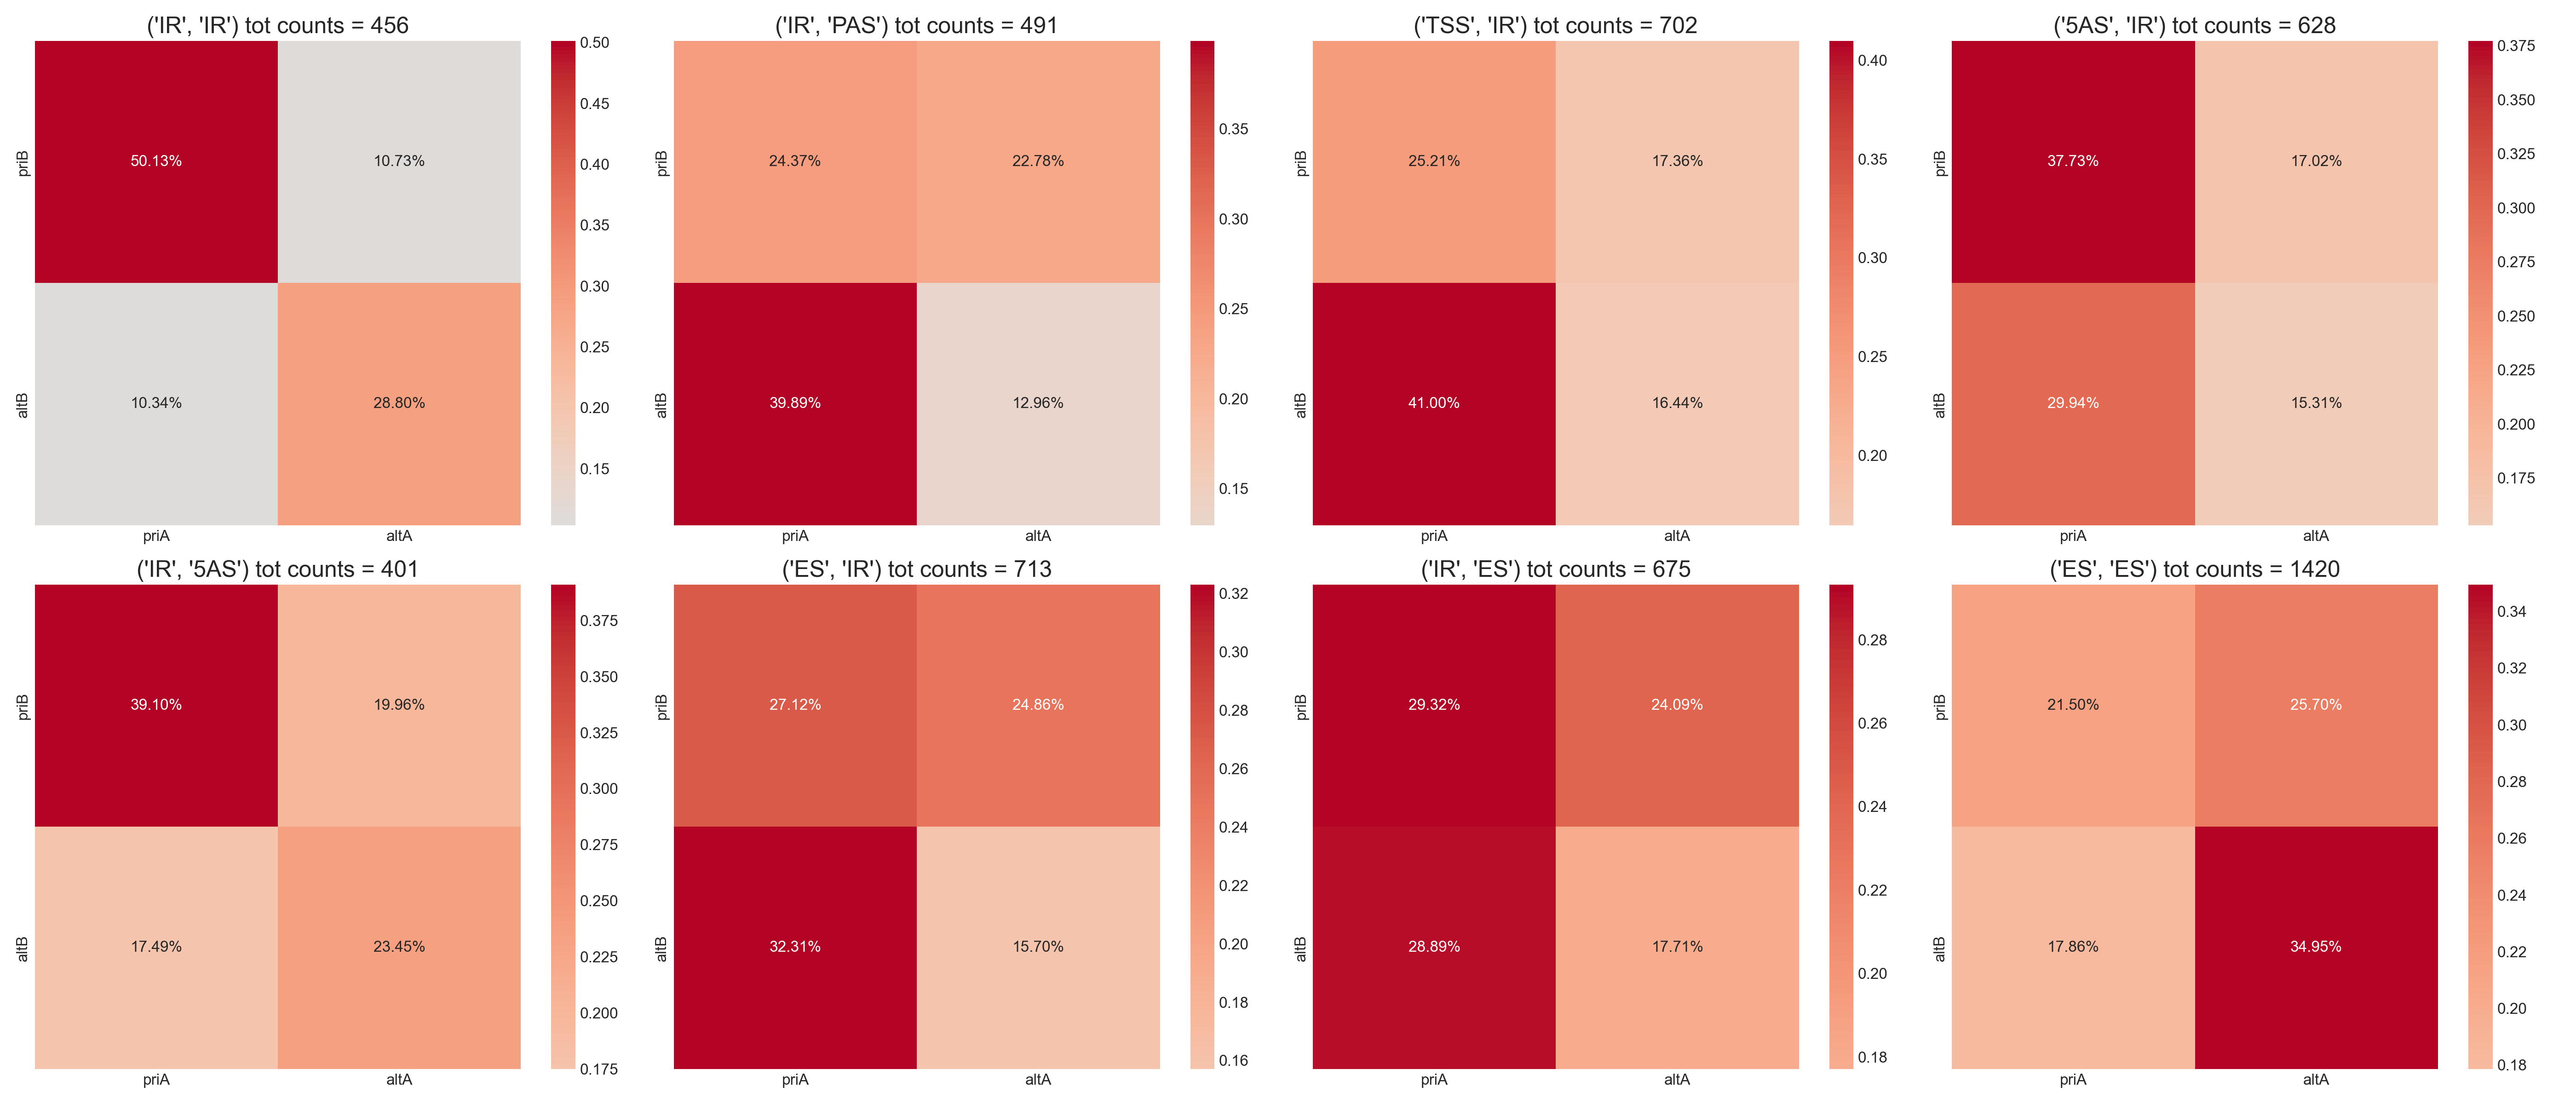 ('IR', 'IR') tot counts = 456
0.50
0.45
0.40
0.35
0.30
0.25
0.20
0.15
priB
50.13%
10.73%
altB
10.34%
28.80%
priA
altA
('IR', 'PAS') tot counts = 491
0.35
0.30
0.25
0.20
0.15
priB
24.37%
22.78%
altB
39.89%
12.96%
priA
altA
('TSS', 'IR') tot counts = 702
0.40
0.35
0.30
0.25
0.20
priB
25.21%
17.36%
altB
41.00%
16.44%
priA
altA
('5AS', 'IR') tot counts = 628
0.375
0.350
0.325
0.300
0.275
0.250
0.225
0.200
0.175
priB
37.73%
17.02%
altB
29.94%
15.31%
priA
altA
('IR', '5AS') tot counts = 401
0.375
0.350
0.325
0.300
0.275
0.250
0.225
0.200
0.175
priB
39.10%
19.96%
altB
17.49%
23.45%
priA
altA
('ES', 'IR') tot counts = 713
0.32
0.30
0.28
0.26
0.24
0.22
0.20
0.18
0.16
priB
27.12%
24.86%
altB
32.31%
15.70%
priA
altA
('IR', 'ES') tot counts = 675
0.28
0.26
0.24
0.22
0.20
0.18
priB
29.32%
24.09%
altB
28.89%
17.71%
priA
altA
('ES', 'ES') tot counts = 1420
0.34
0.32
0.30
0.28
0.26
0.24
0.22
0.20
0.18
priB
21.50%
25.70%
altB
17.86%
34.95%
priA
altA